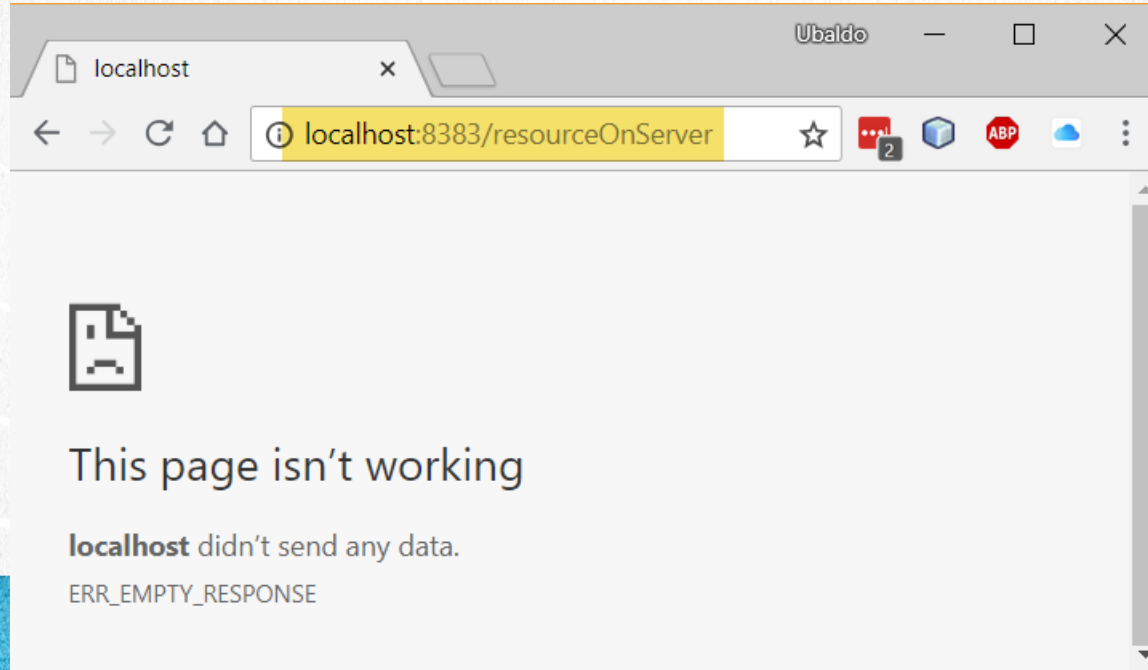 Ubaldo
localhost
localhost:8383/resourceOnServer
2
ABP
This page isn't working
localhost didn't send any data.
ERR_EMPTY_RESPONSE